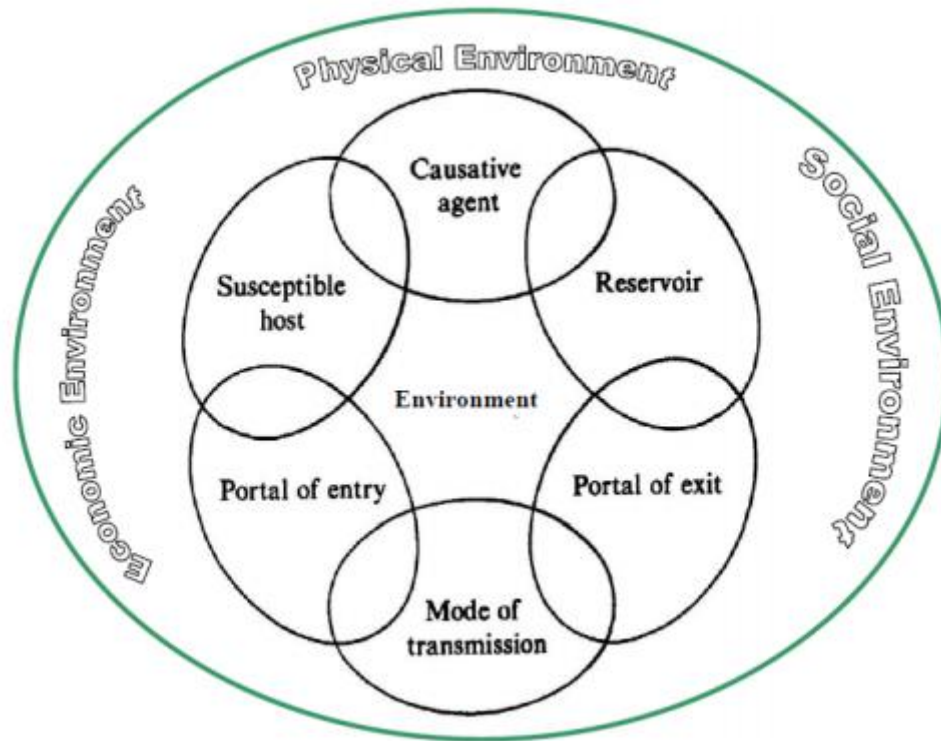 Physical Environment
Social Environment
Economic Environment
Causative
agent
Susceptible
host
Reservoir
Environment
Portal of entry
Portal of exit
Mode of
transmission